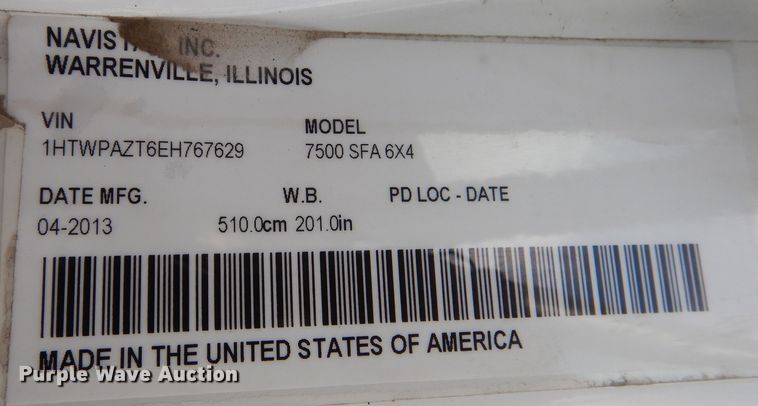 NAVISTAR, INC.
WARRENVILLE, ILLINOIS
VIN MODEL
1HTWPAZT6EH767629 7500 SFA 6X4
DATE MFG. W.B. PD LOC - DATE
04-2013 510.0cm 201.0in
MADE IN THE UNITED STATES OF AMERICA
Purple Wave Auction